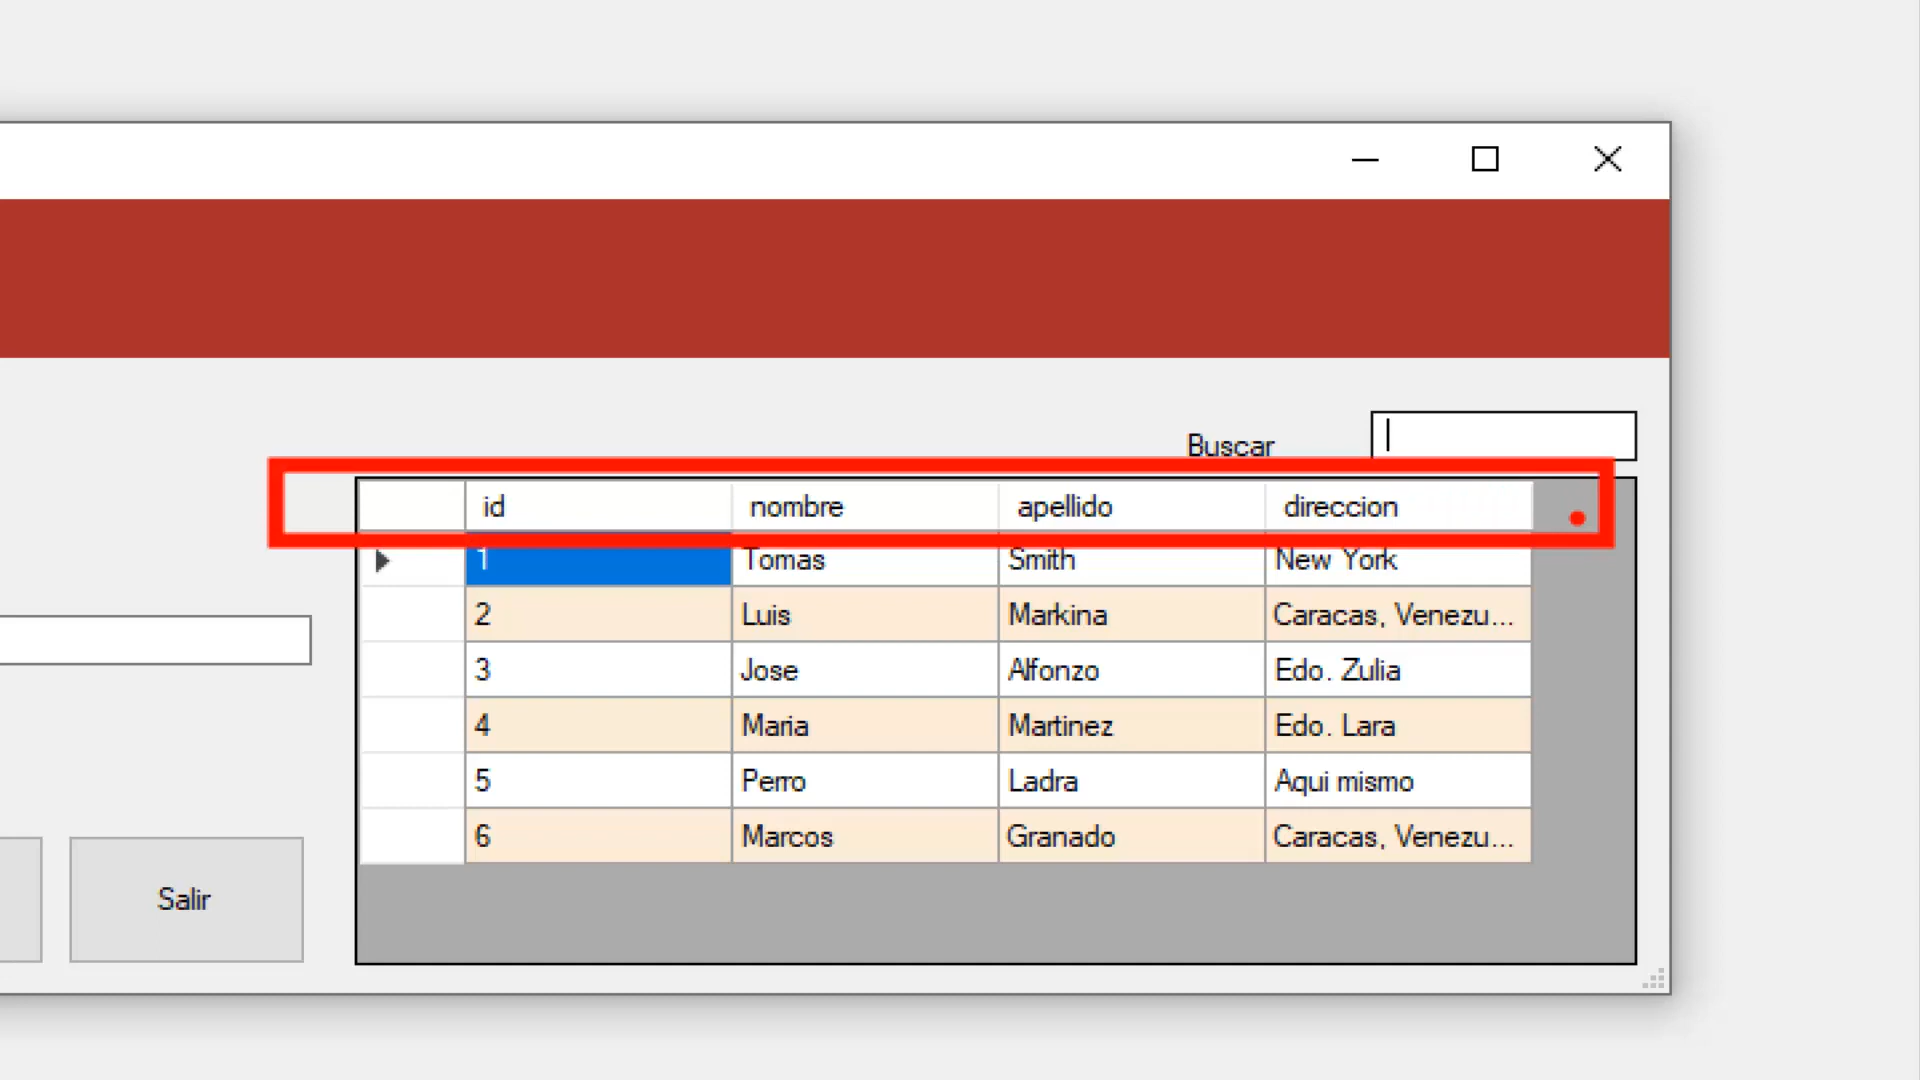 Buscar
id nombre apellido direccion
1 Tomas Smith New York
2 Luis Markina Caracas, Venezu...
3 Jose Alfonzo Edo. Zulia
4 Maria Martinez Edo. Lara
5 Perro Ladra Aqui mismo
6 Marcos Granado Caracas, Venezu...
Salir